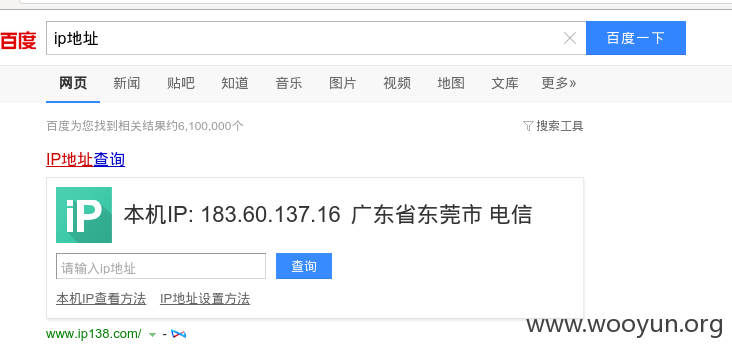 百度 ip地址 百度一下
网页 新闻 贴吧 知道 音乐 图片 视频 地图 文库 更多»
百度为您找到相关结果约6,100,000个 搜索工具
IP地址查询
iP 本机IP: 183.60.137.16 广东省东莞市 电信
请输入ip地址 查询
本机IP查看方法 IP地址设置方法
www.wooyun.org
www.ip138.com/ -